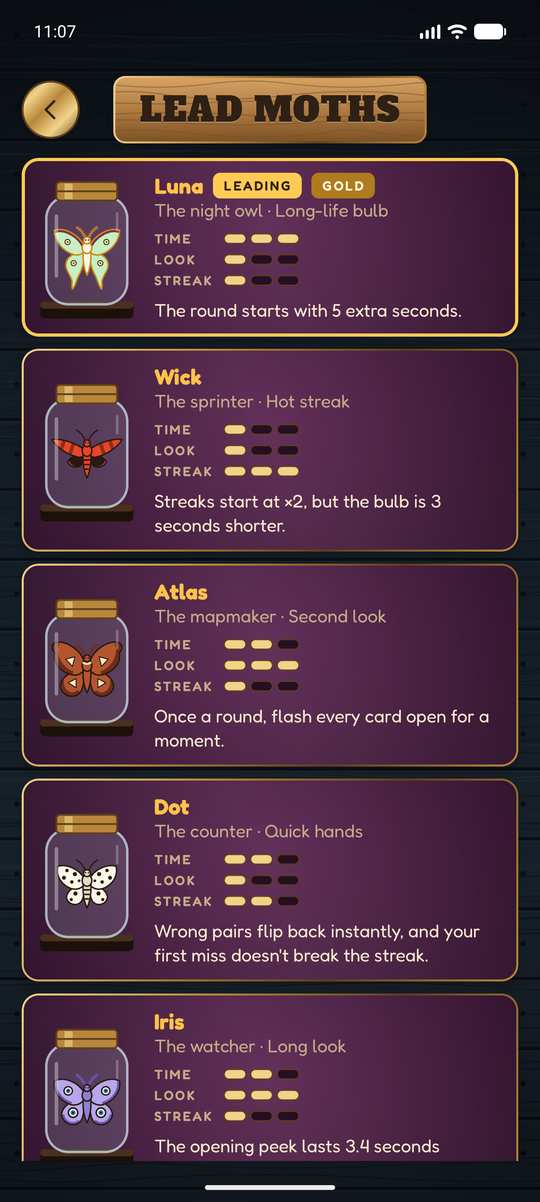 11:07
LEAD MOTHS
Luna LEADING GOLD
The night owl · Long-life bulb
TIME
LOOK
STREAK
The round starts with 5 extra seconds.
Wick
The sprinter · Hot streak
TIME
LOOK
STREAK
Streaks start at ×2, but the bulb is 3
seconds shorter.
Atlas
The mapmaker · Second look
TIME
LOOK
STREAK
Once a round, flash every card open for a
moment.
Dot
The counter · Quick hands
TIME
LOOK
STREAK
Wrong pairs flip back instantly, and your
first miss doesn't break the streak.
Iris
The watcher · Long look
TIME
LOOK
STREAK
The opening peek lasts 3.4 seconds